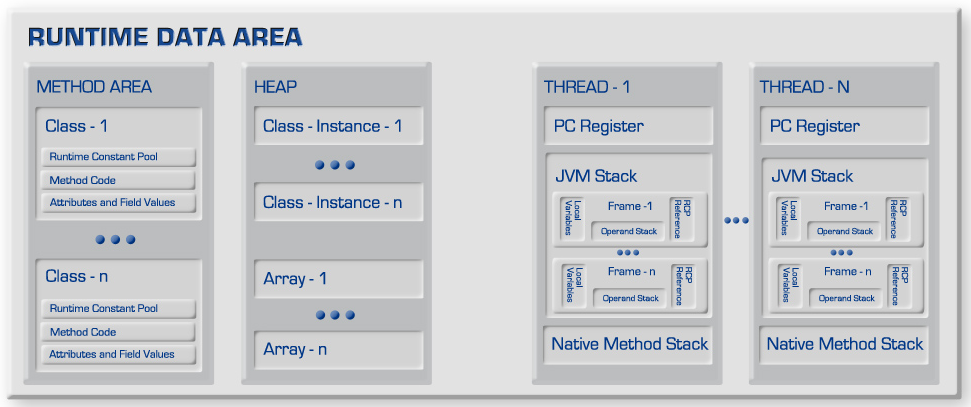 RUNTIME DATA AREA
METHOD AREA
Class - 1
Runtime Constant Pool
Method Code
Attributes and Field Values
Class - n
Runtime Constant Pool
Method Code
Attributes and Field Values
HEAP
Class - Instance - 1
Class - Instance - n
Array - 1
Array - n
THREAD - 1
PC Register
JVM Stack
Local
Variables
Frame -1
Operand Stack
RCP
Reference
Local
Variables
Frame - n
Operand Stack
RCP
Reference
Native Method Stack
THREAD - N
PC Register
JVM Stack
Local
Variables
Frame -1
Operand Stack
RCP
Reference
Local
Variables
Frame - n
Operand Stack
RCP
Reference
Native Method Stack